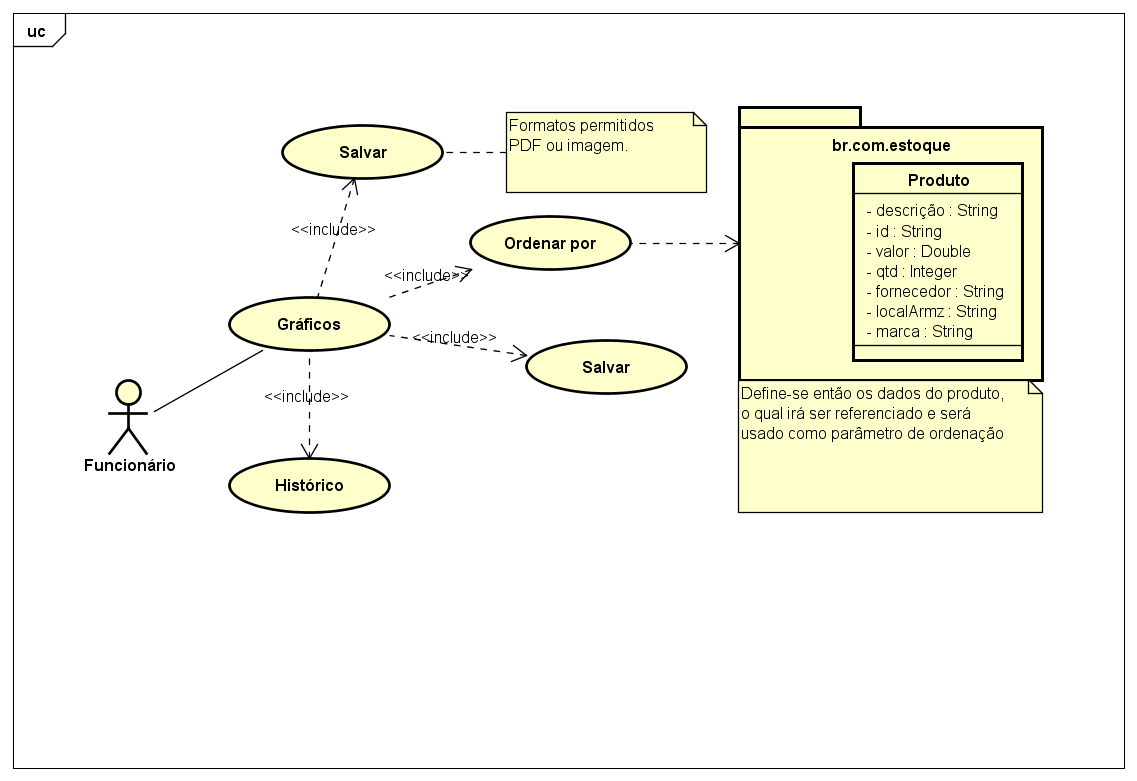 uc
Formatos permitidos
PDF ou imagem.
Salvar
br.com.estoque
Produto
- descrição : String
- id : String
- valor : Double
- qtd : Integer
- fornecedor : String
- localArmz : String
- marca : String
<<include>>
Ordenar por
<<include>>
Gráficos
<<include>>
Salvar
<<include>>
Define-se então os dados do produto,
o qual irá ser referenciado e será
usado como parâmetro de ordenação
Funcionário
Histórico